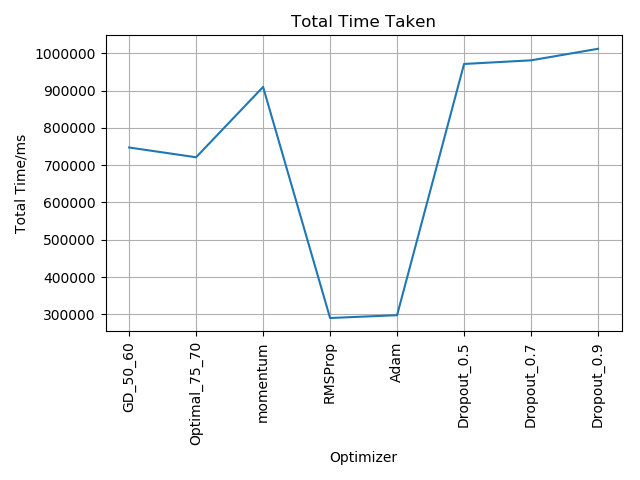 Total Time Taken
Total Time/ms
1000000
900000
800000
700000
600000
500000
400000
300000
GD_50_60
Optimal_75_70
momentum
RMSProp
Adam
Dropout_0.5
Dropout_0.7
Dropout_0.9
Optimizer